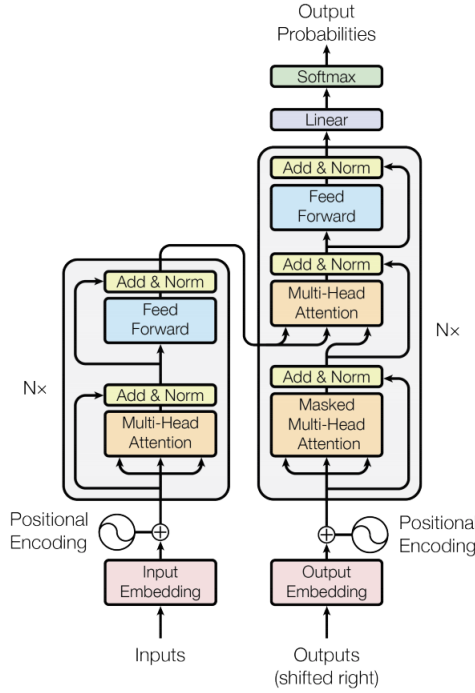 Output
Probabilities
Softmax
Linear
Add & Norm
Feed
Forward
Add & Norm
Multi-Head
Attention
Add & Norm
Masked
Multi-Head
Attention
Nx
Add & Norm
Feed
Forward
Add & Norm
Multi-Head
Attention
Nx
Positional
Encoding
Positiona
Encoding
Input
Embedding
Output
Embedding
Inputs
Outputs
(shifted right)